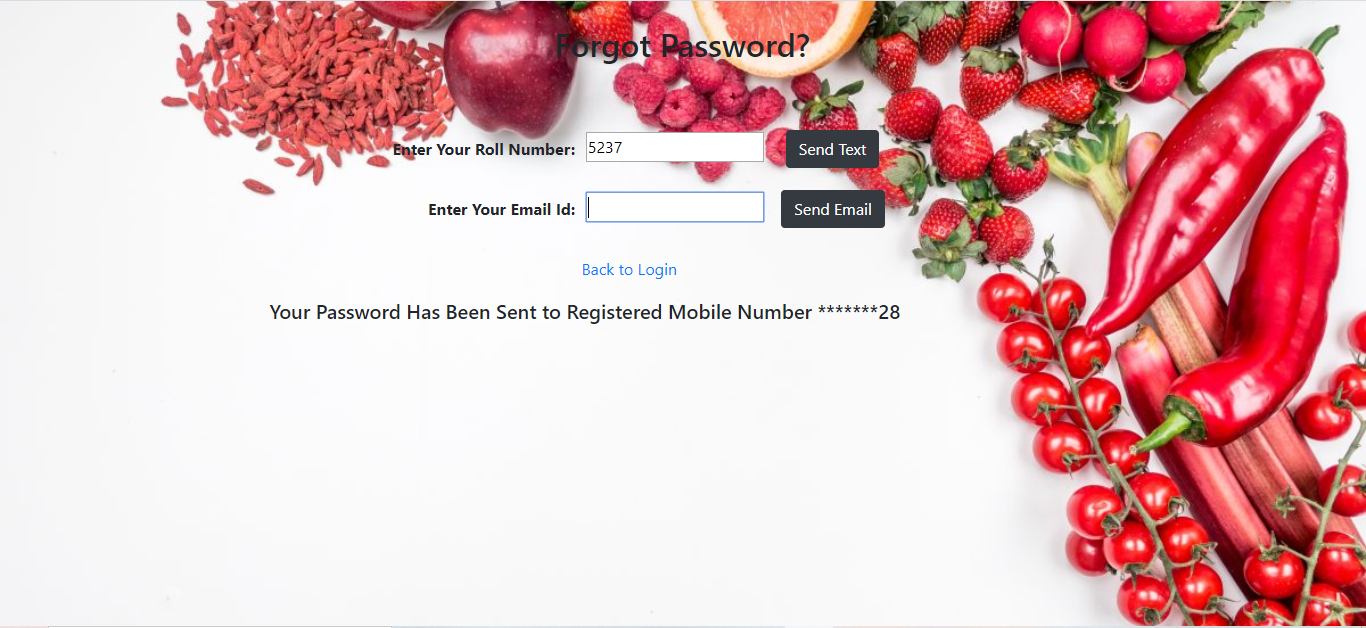 Forgot Password?
Enter Your Roll Number: 5237 Send Text
Enter Your Email Id: Send Email
Back to Login
Your Password Has Been Sent to Registered Mobile Number *******28